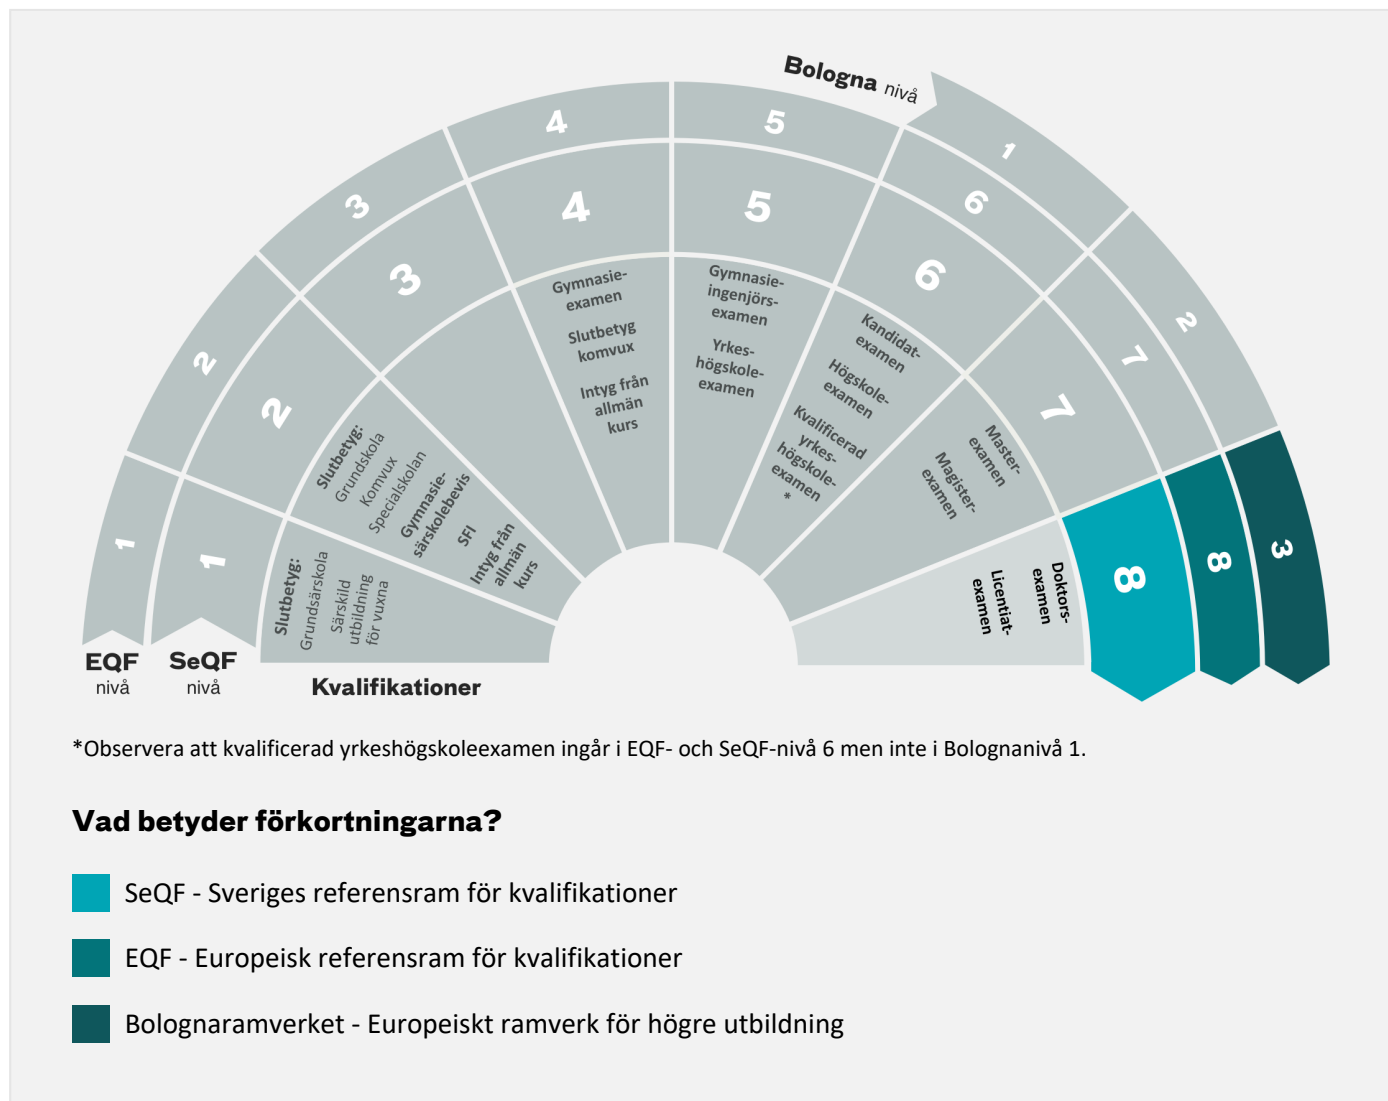 Bologna nivå
1
2
3
4
5
6
7
8
1
2
3
1
2
3
4
5
6
7
8
Slutbetyg:
Grundsärskola
Särskild
utbildning
för vuxna
Slutbetyg:
Grundskola
Komvux
Specialskolan
Gymnasie-
särskolebevis
SFI
Intyg från
allmän
kurs
Gymnasie-
examen
Slutbetyg
komvux
Intyg från
allmän
kurs
Gymnasie-
ingenjörs-
examen
Yrkes-
högskole-
examen
Kandidat-
examen
Högskole-
examen
Kvalificerad
yrkes-
högskole-
examen
*
Master-
examen
Magister-
examen
Doktors-
examen
Licentiat-
examen
EQF
nivå
SeQF
nivå
Kvalifikationer
*Observera att kvalificerad yrkeshögskoleexamen ingår i EQF- och SeQF-nivå 6 men inte i Bolognanivå 1.
Vad betyder förkortningarna?
SeQF - Sveriges referensram för kvalifikationer
EQF - Europeisk referensram för kvalifikationer
Bolognaramverket - Europeiskt ramverk för högre utbildning